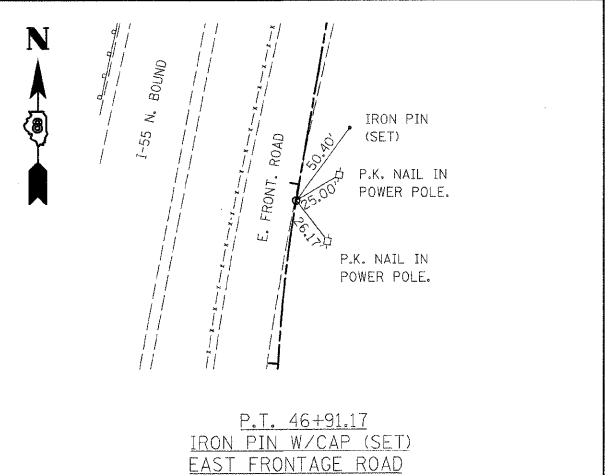 N
I-55 N. BOUND
E. FRONT. ROAD
IRON PIN
(SET)
50.40'
P.K. NAIL IN
POWER POLE.
25.00'
26.17'
P.K. NAIL IN
POWER POLE.
P.T. 46+91.17
IRON PIN W/CAP (SET)
EAST FRONTAGE ROAD